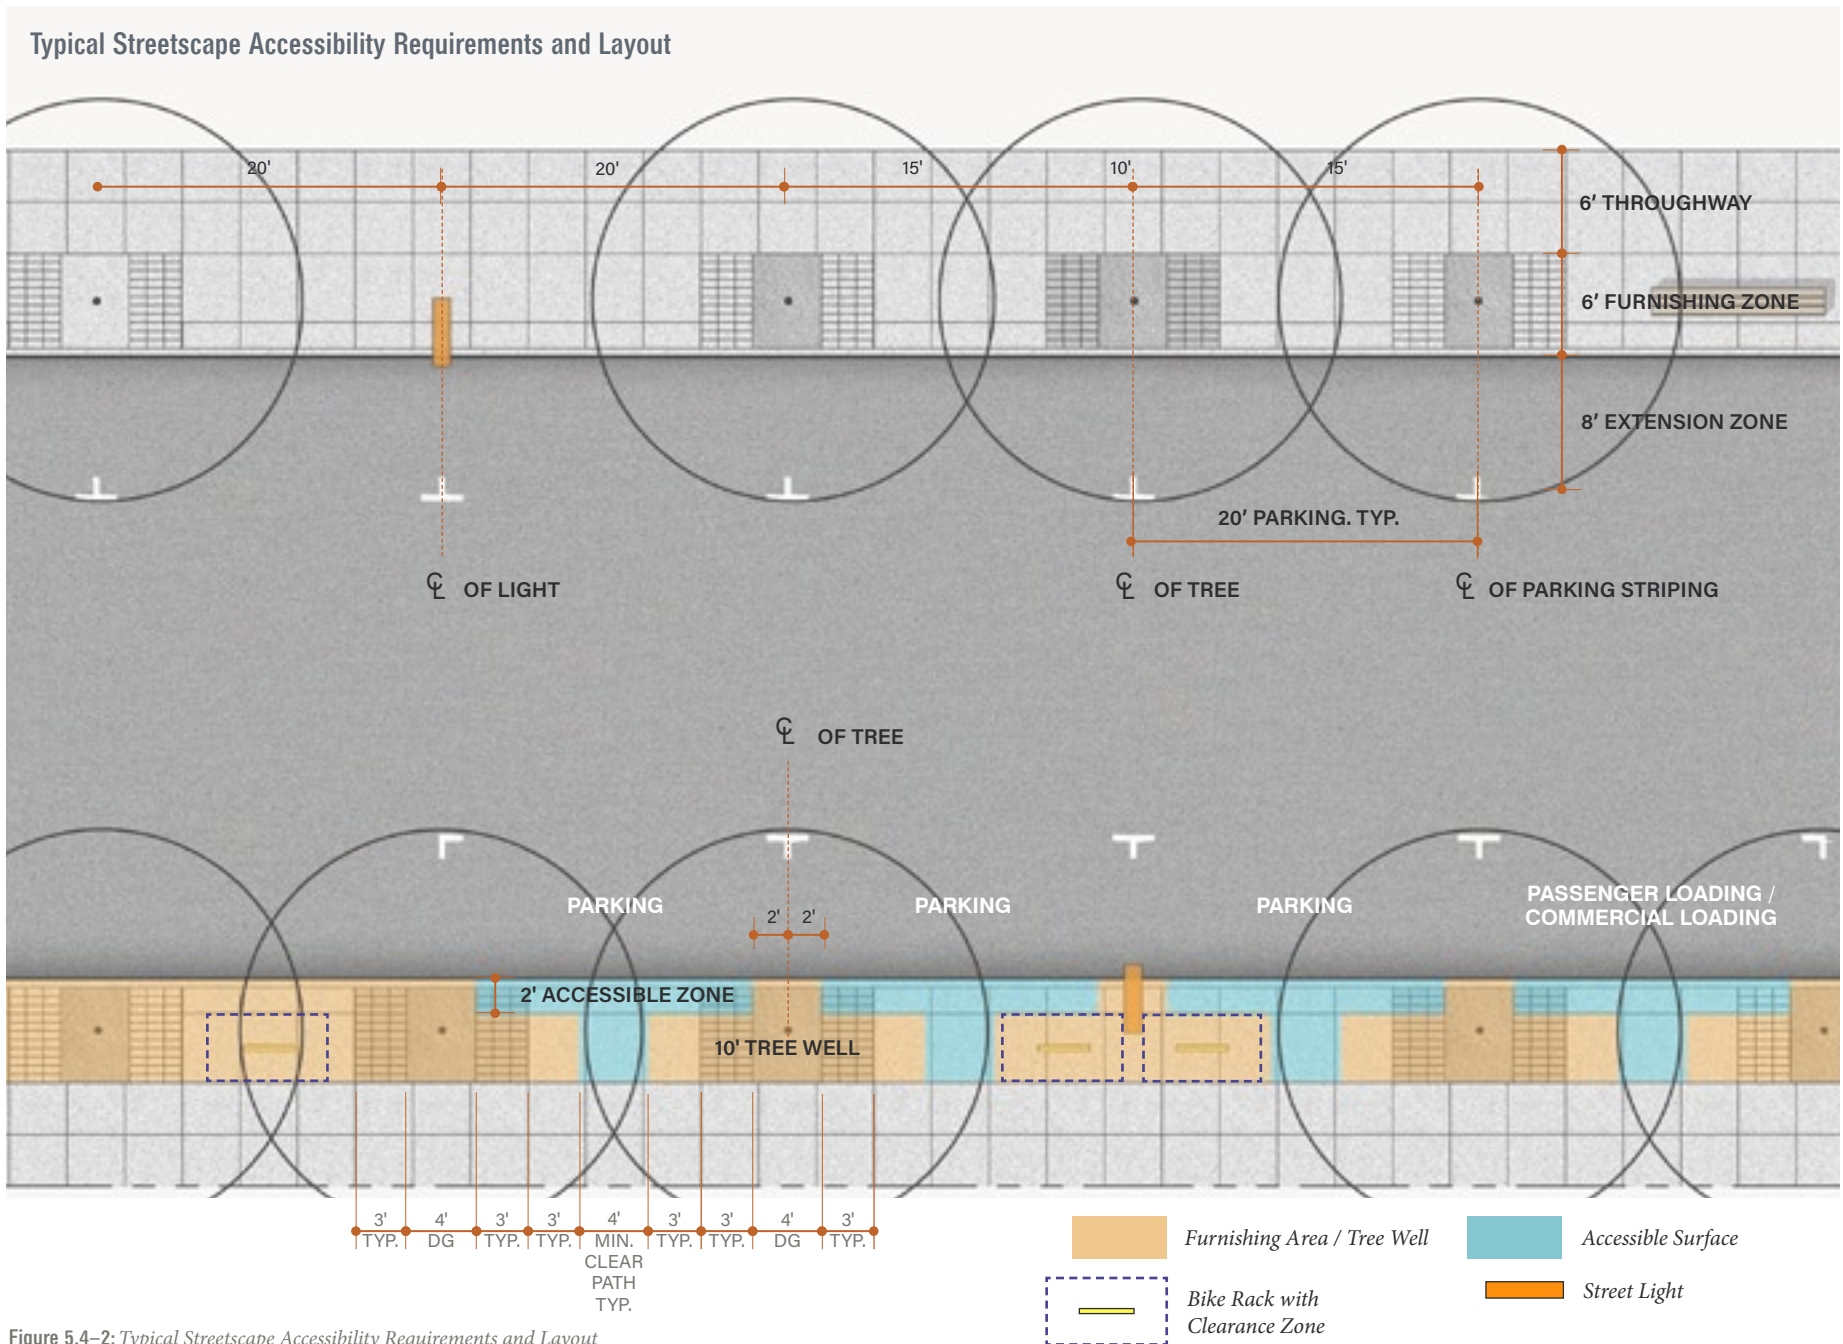 Typical Streetscape Accessibility Requirements and Layout
20'
20'
15'
10'
15'
6' THROUGHWAY
6' FURNISHING ZONE
8' EXTENSION ZONE
20' PARKING. TYP.
℄ OF LIGHT
℄ OF TREE
℄ OF PARKING STRIPING
℄ OF TREE
PARKING
PARKING
PARKING
PASSENGER LOADING /
COMMERCIAL LOADING
2' 2'
2' ACCESSIBLE ZONE
10' TREE WELL
3' 4' 3' 3' 4' 3' 3' 4' 3'
TYP. DG TYP. TYP. MIN. TYP. TYP. DG TYP.
CLEAR
PATH
TYP.
Furnishing Area / Tree Well
Accessible Surface
Bike Rack with
Clearance Zone
Street Light
Figure 5.4–2: Typical Streetscape Accessibility Requirements and Layout